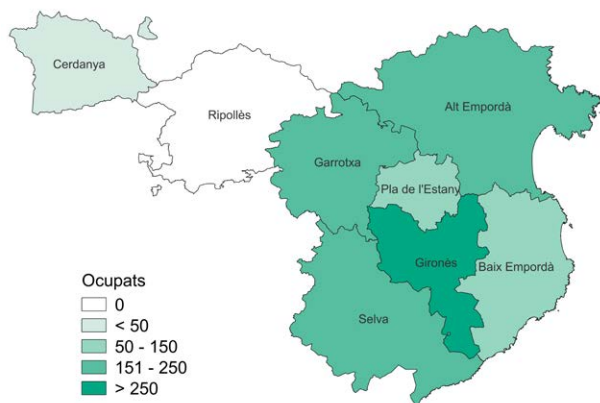 Cerdanya
Ripollès
Alt Empordà
Garrotxa
Pla de l'Estany
Gironès
Baix Empordà
Selva
Ocupats
0
< 50
50 - 150
151 - 250
> 250